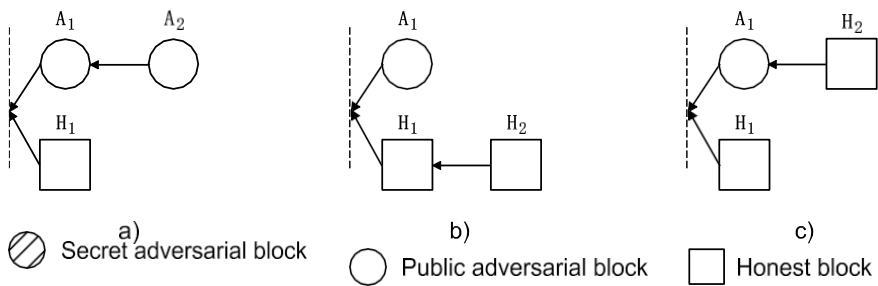 A1 A2 A1 A1 H2
H1 H1 H2 H1
a) b) c)
Secret adversarial block Public adversarial block Honest block